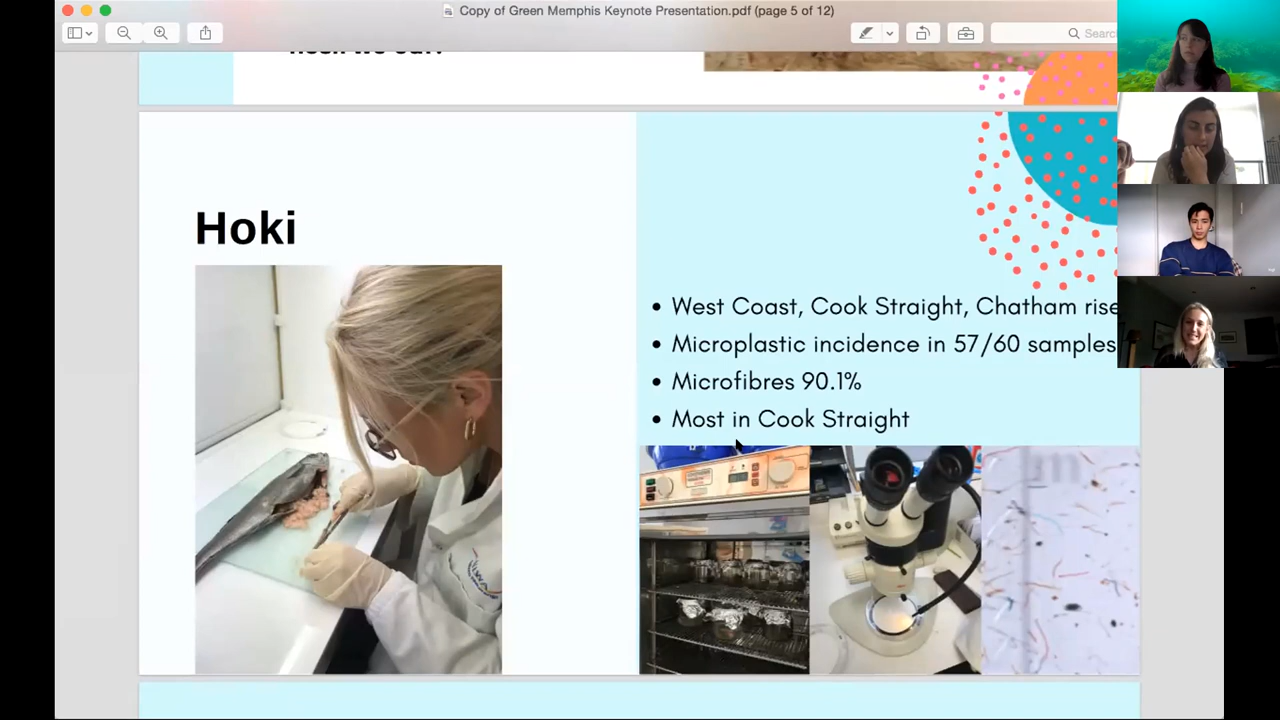 Copy of Green Memphis Keynote Presentation.pdf (page 5 of 12)
Hoki
• West Coast, Cook Straight, Chatham rise
• Microplastic incidence in 57/60 samples
• Microfibres 90.1%
• Most in Cook Straight